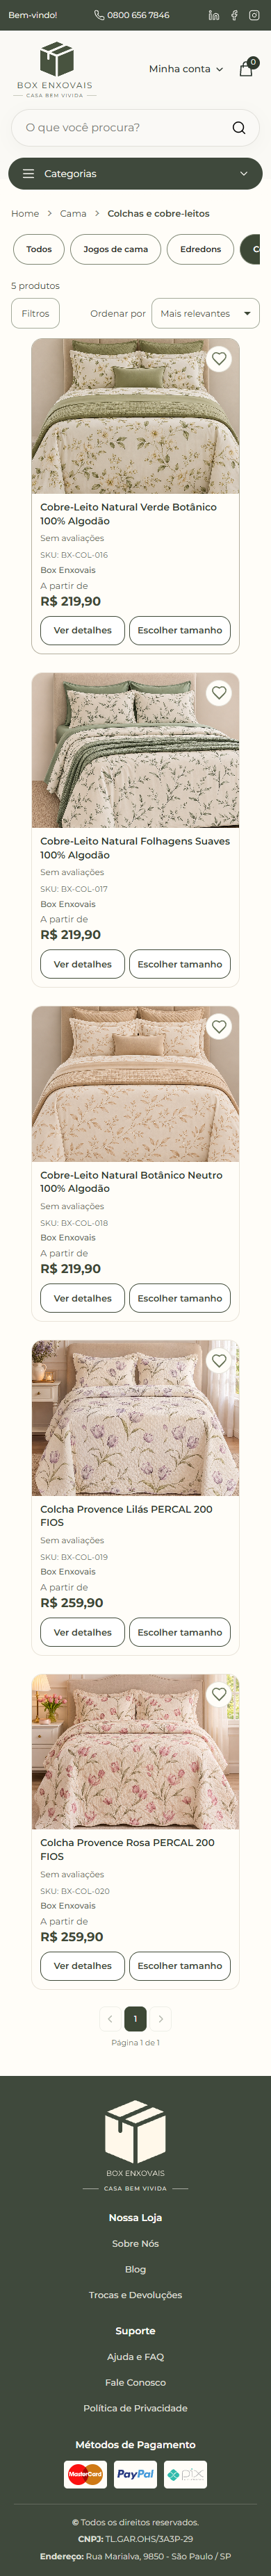 Bem-vindo!
0800 656 7846
BOX ENXOVAIS
CASA BEM VIVIDA
Minha conta
0
O que você procura?
Categorias
Home > Cama > Colchas e cobre-leitos
Todos
Jogos de cama
Edredons
5 produtos
Filtros
Ordenar por
Mais relevantes
Cobre-Leito Natural Verde Botânico
100% Algodão
Sem avaliações
SKU: BX-COL-016
Box Enxovais
A partir de
R$ 219,90
Ver detalhes
Escolher tamanho
Cobre-Leito Natural Folhagens Suaves
100% Algodão
Sem avaliações
SKU: BX-COL-017
Box Enxovais
A partir de
R$ 219,90
Ver detalhes
Escolher tamanho
Cobre-Leito Natural Botânico Neutro
100% Algodão
Sem avaliações
SKU: BX-COL-018
Box Enxovais
A partir de
R$ 219,90
Ver detalhes
Escolher tamanho
Colcha Provence Lilás PERCAL 200
FIOS
Sem avaliações
SKU: BX-COL-019
Box Enxovais
A partir de
R$ 259,90
Ver detalhes
Escolher tamanho
Colcha Provence Rosa PERCAL 200
FIOS
Sem avaliações
SKU: BX-COL-020
Box Enxovais
A partir de
R$ 259,90
Ver detalhes
Escolher tamanho
1
Página 1 de 1
BOX ENXOVAIS
CASA BEM VIVIDA
Nossa Loja
Sobre Nós
Blog
Trocas e Devoluções
Suporte
Ajuda e FAQ
Fale Conosco
Política de Privacidade
Métodos de Pagamento
MasterCard
PayPal
pix
© Todos os direitos reservados.
CNPJ: TL.GAR.OHS/3A3P-29
Endereço: Rua Marialva, 9850 - São Paulo / SP